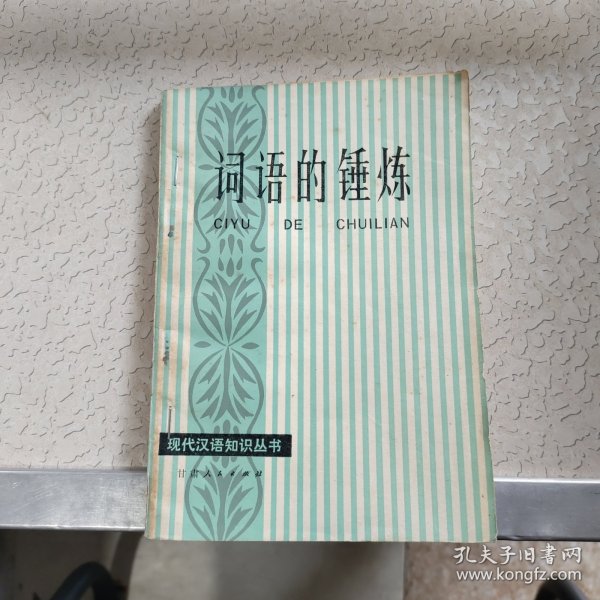 词语的锤炼
CIYU DE CHUILIAN
现代汉语知识丛书
甘肃人民出版社
孔夫子旧書网
www.kongfz.com